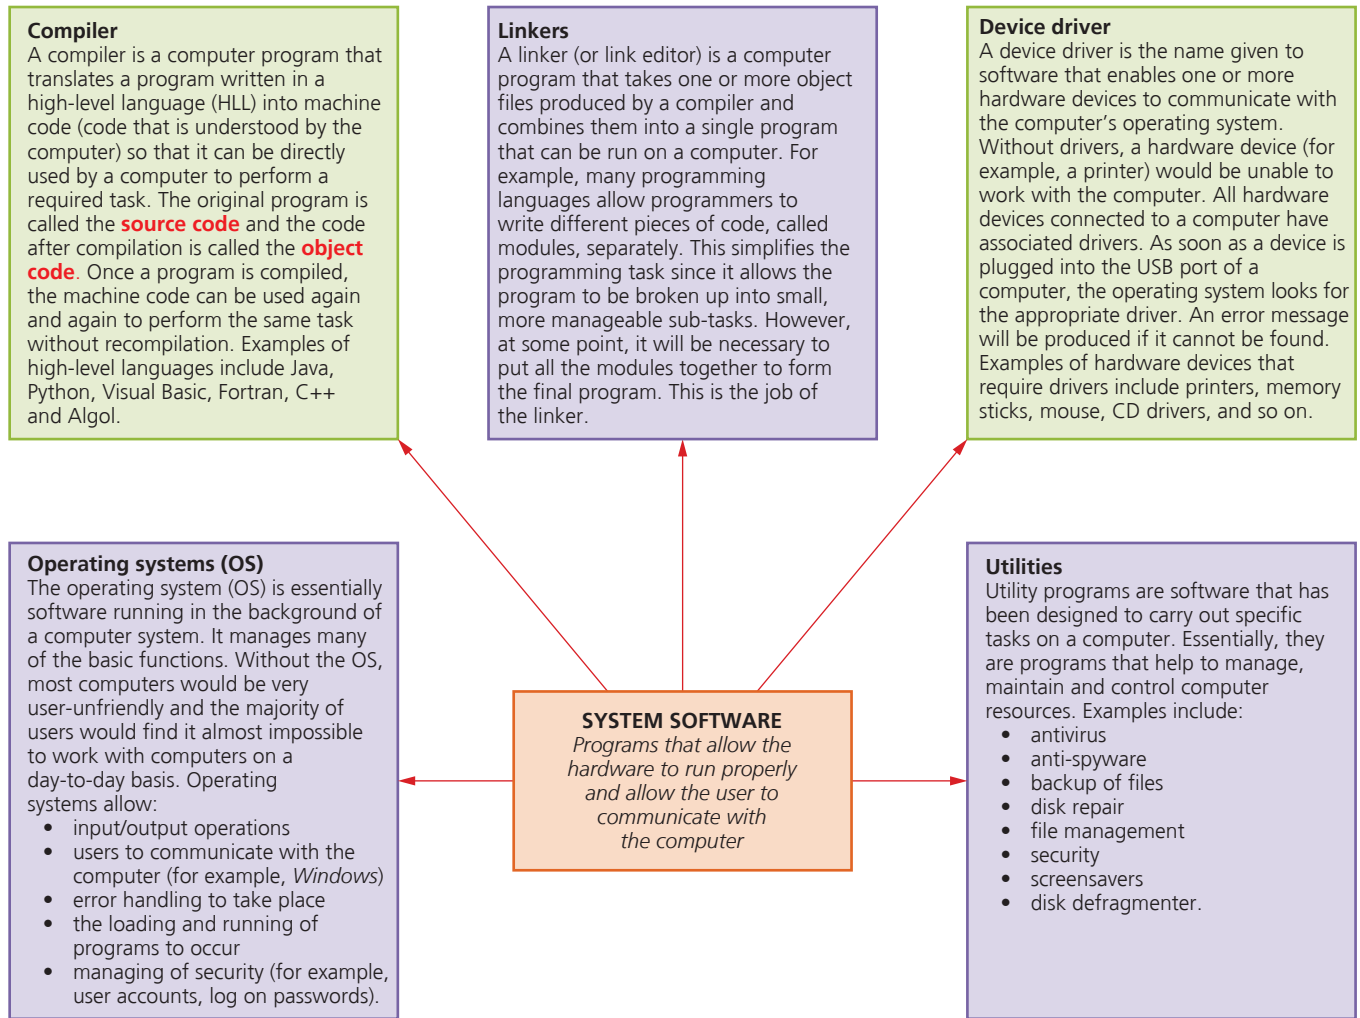 Compiler
A compiler is a computer program that
translates a program written in a
high-level language (HLL) into machine
code (code that is understood by the
computer) so that it can be directly
used by a computer to perform a
required task. The original program is
called the source code and the code
after compilation is called the object
code. Once a program is compiled,
the machine code can be used again
and again to perform the same task
without recompilation. Examples of
high-level languages include Java,
Python, Visual Basic, Fortran, C++
and Algol.
Linkers
A linker (or link editor) is a computer
program that takes one or more object
files produced by a compiler and
combines them into a single program
that can be run on a computer. For
example, many programming
languages allow programmers to
write different pieces of code, called
modules, separately. This simplifies the
programming task since it allows the
program to be broken up into small,
more manageable sub-tasks. However,
at some point, it will be necessary to
put all the modules together to form
the final program. This is the job of
the linker.
Device driver
A device driver is the name given to
software that enables one or more
hardware devices to communicate with
the computer's operating system.
Without drivers, a hardware device (for
example, a printer) would be unable to
work with the computer. All hardware
devices connected to a computer have
associated drivers. As soon as a device is
plugged into the USB port of a
computer, the operating system looks for
the appropriate driver. An error message
will be produced if it cannot be found.
Examples of hardware devices that
require drivers include printers, memory
sticks, mouse, CD drivers, and so on.
Operating systems (OS)
The operating system (OS) is essentially
software running in the background of
a computer system. It manages many
of the basic functions. Without the OS,
most computers would be very
user-unfriendly and the majority of
users would find it almost impossible
to work with computers on a
day-to-day basis. Operating
systems allow:
• input/output operations
• users to communicate with the
computer (for example, Windows)
• error handling to take place
• the loading and running of
programs to occur
• managing of security (for example,
user accounts, log on passwords).
SYSTEM SOFTWARE
Programs that allow the
hardware to run properly
and allow the user to
communicate with
the computer
Utilities
Utility programs are software that has
been designed to carry out specific
tasks on a computer. Essentially, they
are programs that help to manage,
maintain and control computer
resources. Examples include:
• antivirus
• anti-spyware
• backup of files
• disk repair
• file management
• security
• screensavers
• disk defragmenter.